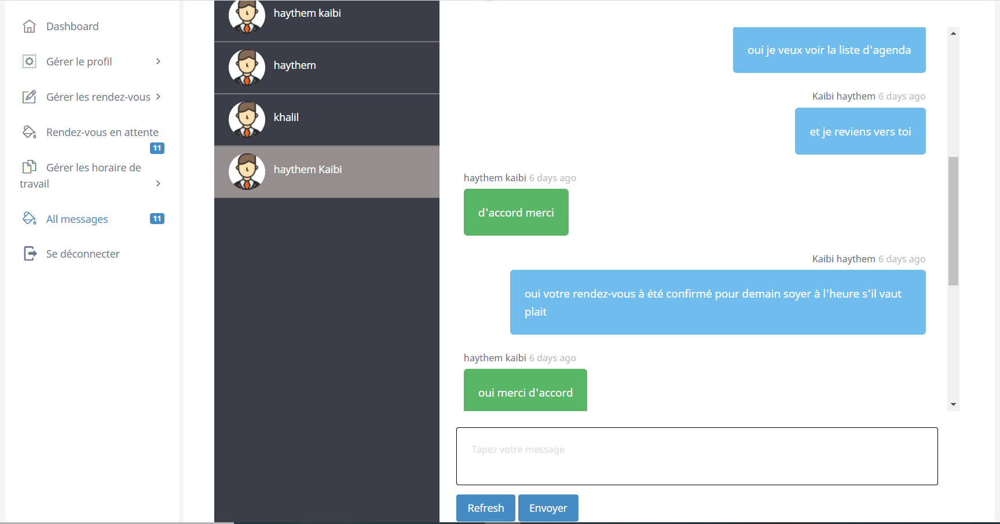 Dashboard
Gérer le profil
Gérer les rendez-vous
Rendez-vous en attente
11
Gérer les horaire de
travail
All messages
11
Se déconnecter
haythem kaibi
haythem
khalil
haythem Kaibi
oui je veux voir la liste d'agenda
Kaibi haythem 6 days ago
et je reviens vers toi
haythem kaibi 6 days ago
d'accord merci
Kaibi haythem 6 days ago
oui votre rendez-vous à été confirmé pour demain soyer à l'heure s'il vaut
plait
haythem kaibi 6 days ago
oui merci d'accord
Tapez votre message
Refresh
Envoyer